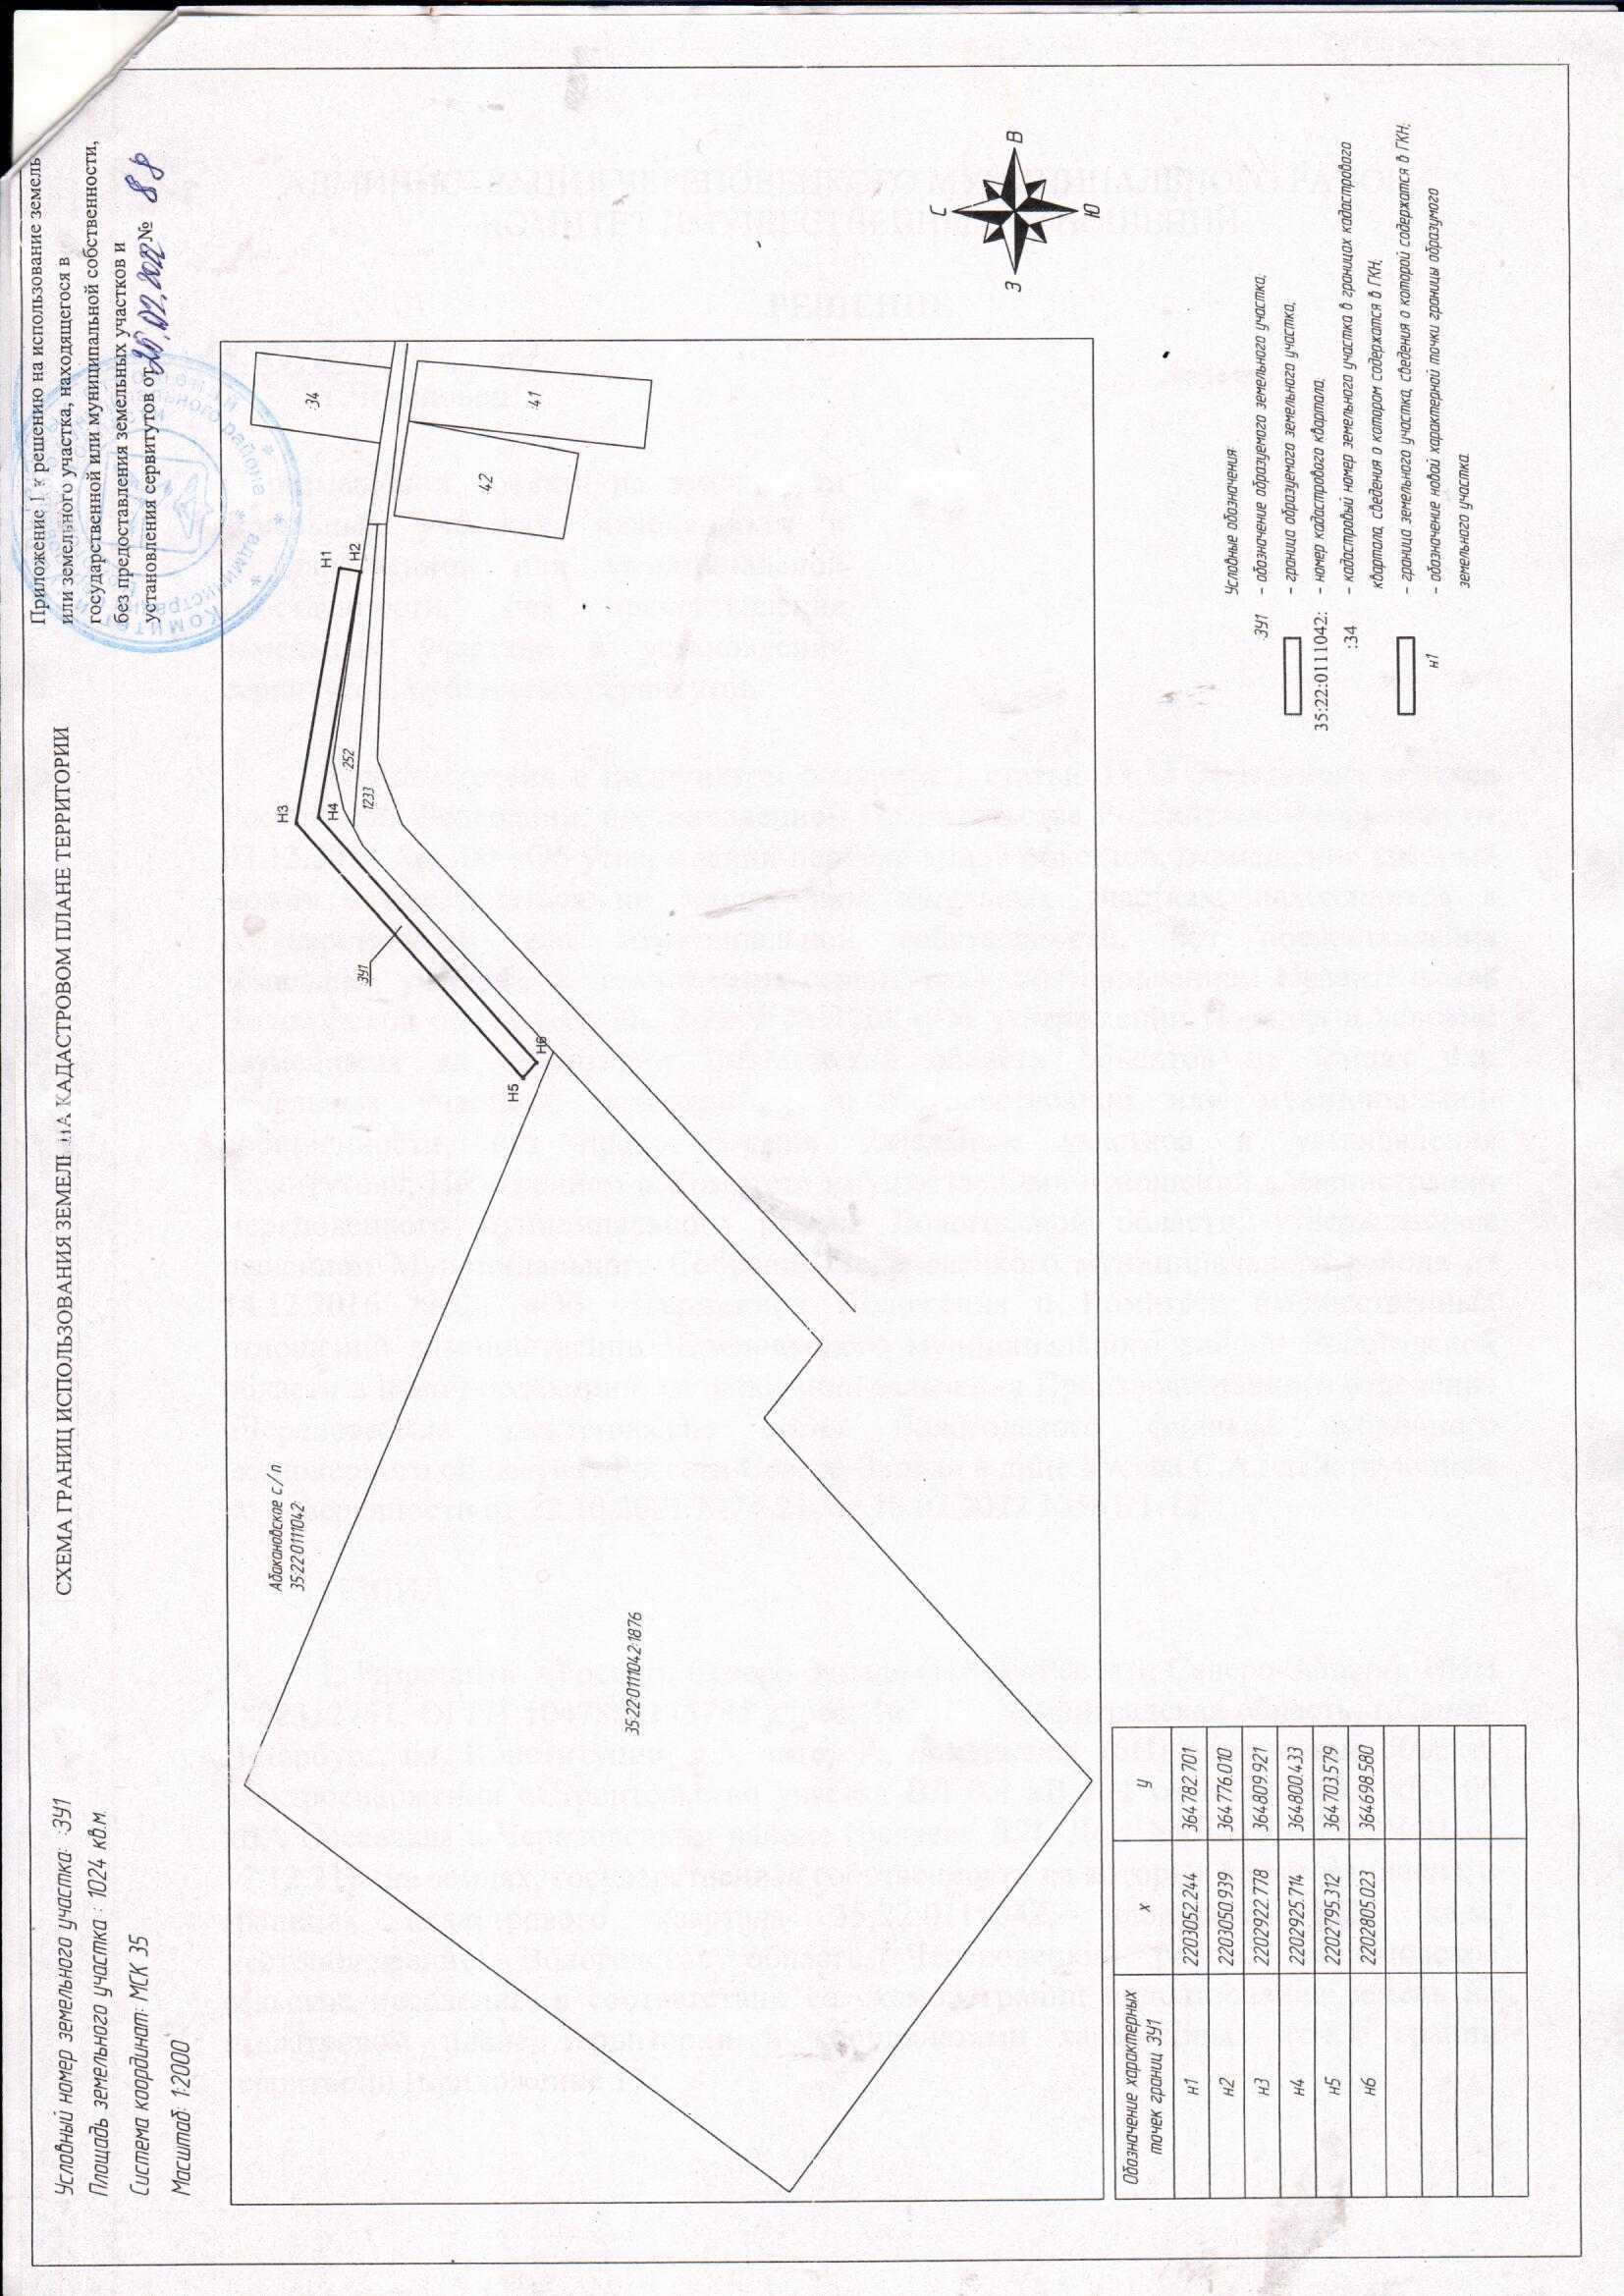 Приложение 1 к решению на использование земель
или земельного участка, находящегося в
государственной или муниципальной собственности,
без предоставления земельных участков и
установления сервитутов от 2022 № 88
СХЕМА ГРАНИЦ ИСПОЛЬЗОВАНИЯ ЗЕМЕЛЬ НА КАДАСТРОВОМ ПЛАНЕ ТЕРРИТОРИИ
Условный номер земельного участка: :ЗУ1
Площадь земельного участка : 1024 кв.м.
Система координат: МСК 35
Масштаб: 1:2000
Абакановское с/п
35:22:0111042:
35:22:0111042:1876
:ЗУ1
Н1
Н2
Н3
Н4
Н5
Н6
:252
:1233
:34
:41
:42
С
В
Ю
З
Условные обозначения:
:ЗУ1 - обозначение образуемого земельного участка;
- граница образуемого земельного участка;
35:22:0111042: - номер кадастрового квартала;
:34 - кадастровый номер земельного участка в границах кадастрового
квартала, сведения о котором содержатся в ГКН;
- граница земельного участка, сведения о которой содержатся в ГКН;
н1 - обозначение новой характерной точки границы образумого
земельного участка.
Обозначение характерных точек границ ЗУ1 x y
н1 2203052.244 364782.701
н2 2203050.939 364776.010
н3 2202922.778 364809.921
н4 2202925.714 364800.433
н5 2202795.312 364703.579
н6 2202805.023 364698.580